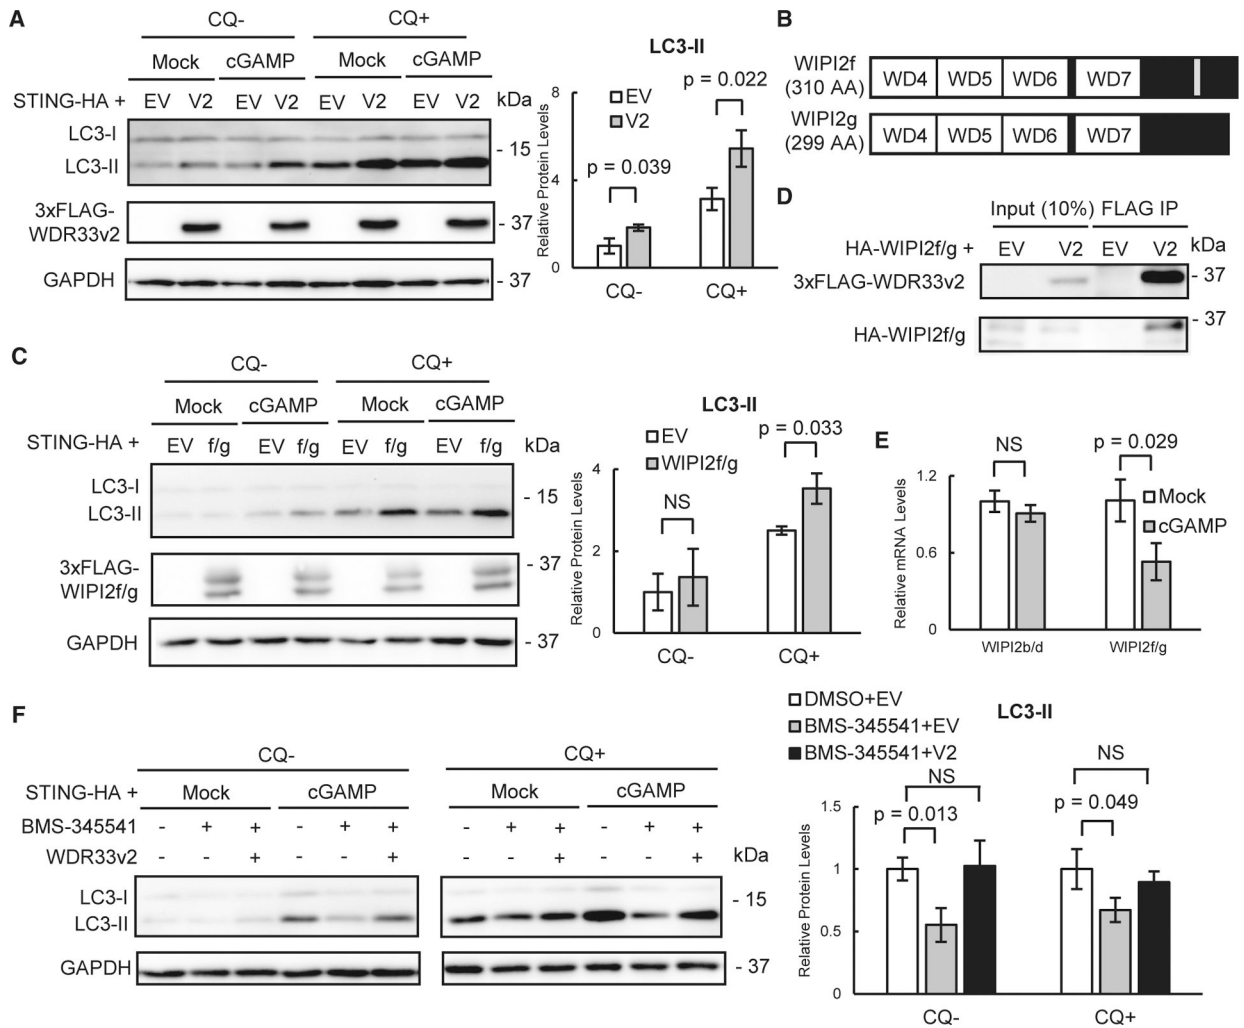 A
CQ-
CQ+
Mock
cGAMP
Mock
cGAMP
STING-HA +
EV
V2
EV
V2
EV
V2
EV
V2
kDa
LC3-I
- 15
LC3-II
3xFLAG-
WDR33v2
- 37
GAPDH
- 37
LC3-II
p = 0.022
EV
V2
p = 0.039
Relative Protein Levels
8
4
0
CQ-
CQ+
B
WIPI2f
(310 AA)
WD4
WD5
WD6
WD7
WIPI2g
(299 AA)
WD4
WD5
WD6
WD7
D
Input (10%)
FLAG IP
HA-WIPI2f/g +
EV
V2
EV
V2
kDa
3xFLAG-WDR33v2
- 37
- 37
HA-WIPI2f/g
C
CQ-
CQ+
Mock
cGAMP
Mock
cGAMP
STING-HA +
EV
f/g
EV
f/g
EV
f/g
EV
f/g
kDa
LC3-I
- 15
LC3-II
3xFLAG-
WIPI2f/g
- 37
GAPDH
- 37
LC3-II
EV
WIPI2f/g
p = 0.033
NS
Relative Protein Levels
4
2
0
CQ-
CQ+
E
NS
p = 0.029
Mock
cGAMP
Relative mRNA Levels
1.2
0.6
0
WIPI2b/d
WIPI2f/g
F
CQ-
CQ+
STING-HA +
Mock
cGAMP
Mock
cGAMP
BMS-345541
-
+
+
-
+
+
-
+
+
-
+
+
WDR33v2
-
-
+
-
-
+
-
-
+
-
-
+
kDa
LC3-I
- 15
LC3-II
GAPDH
- 37
DMSO+EV
BMS-345541+EV
BMS-345541+V2
LC3-II
NS
NS
p = 0.013
p = 0.049
Relative Protein Levels
1.5
1
0.5
0
CQ-
CQ+